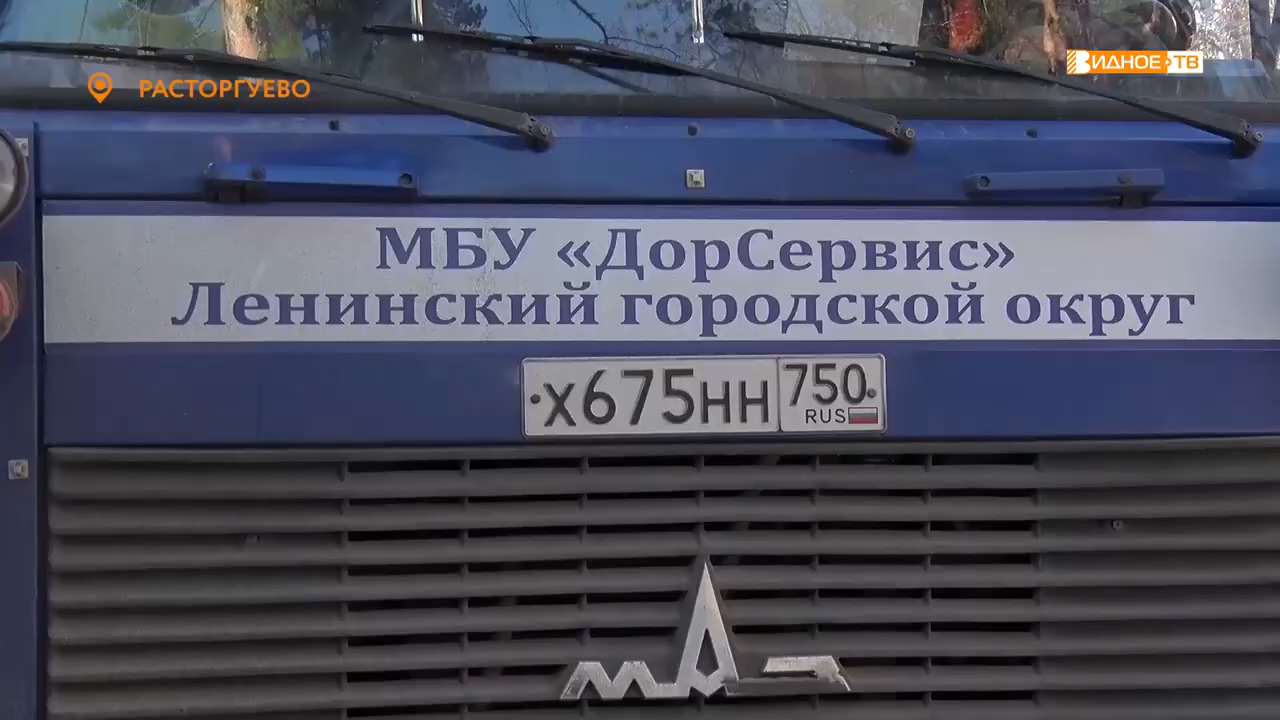 ВИДНОЕ ТВ
РАСТОРГУЕВО
МБУ «ДорСервис»
Ленинский городской округ
Х675НН 750
RUS
МАЗ